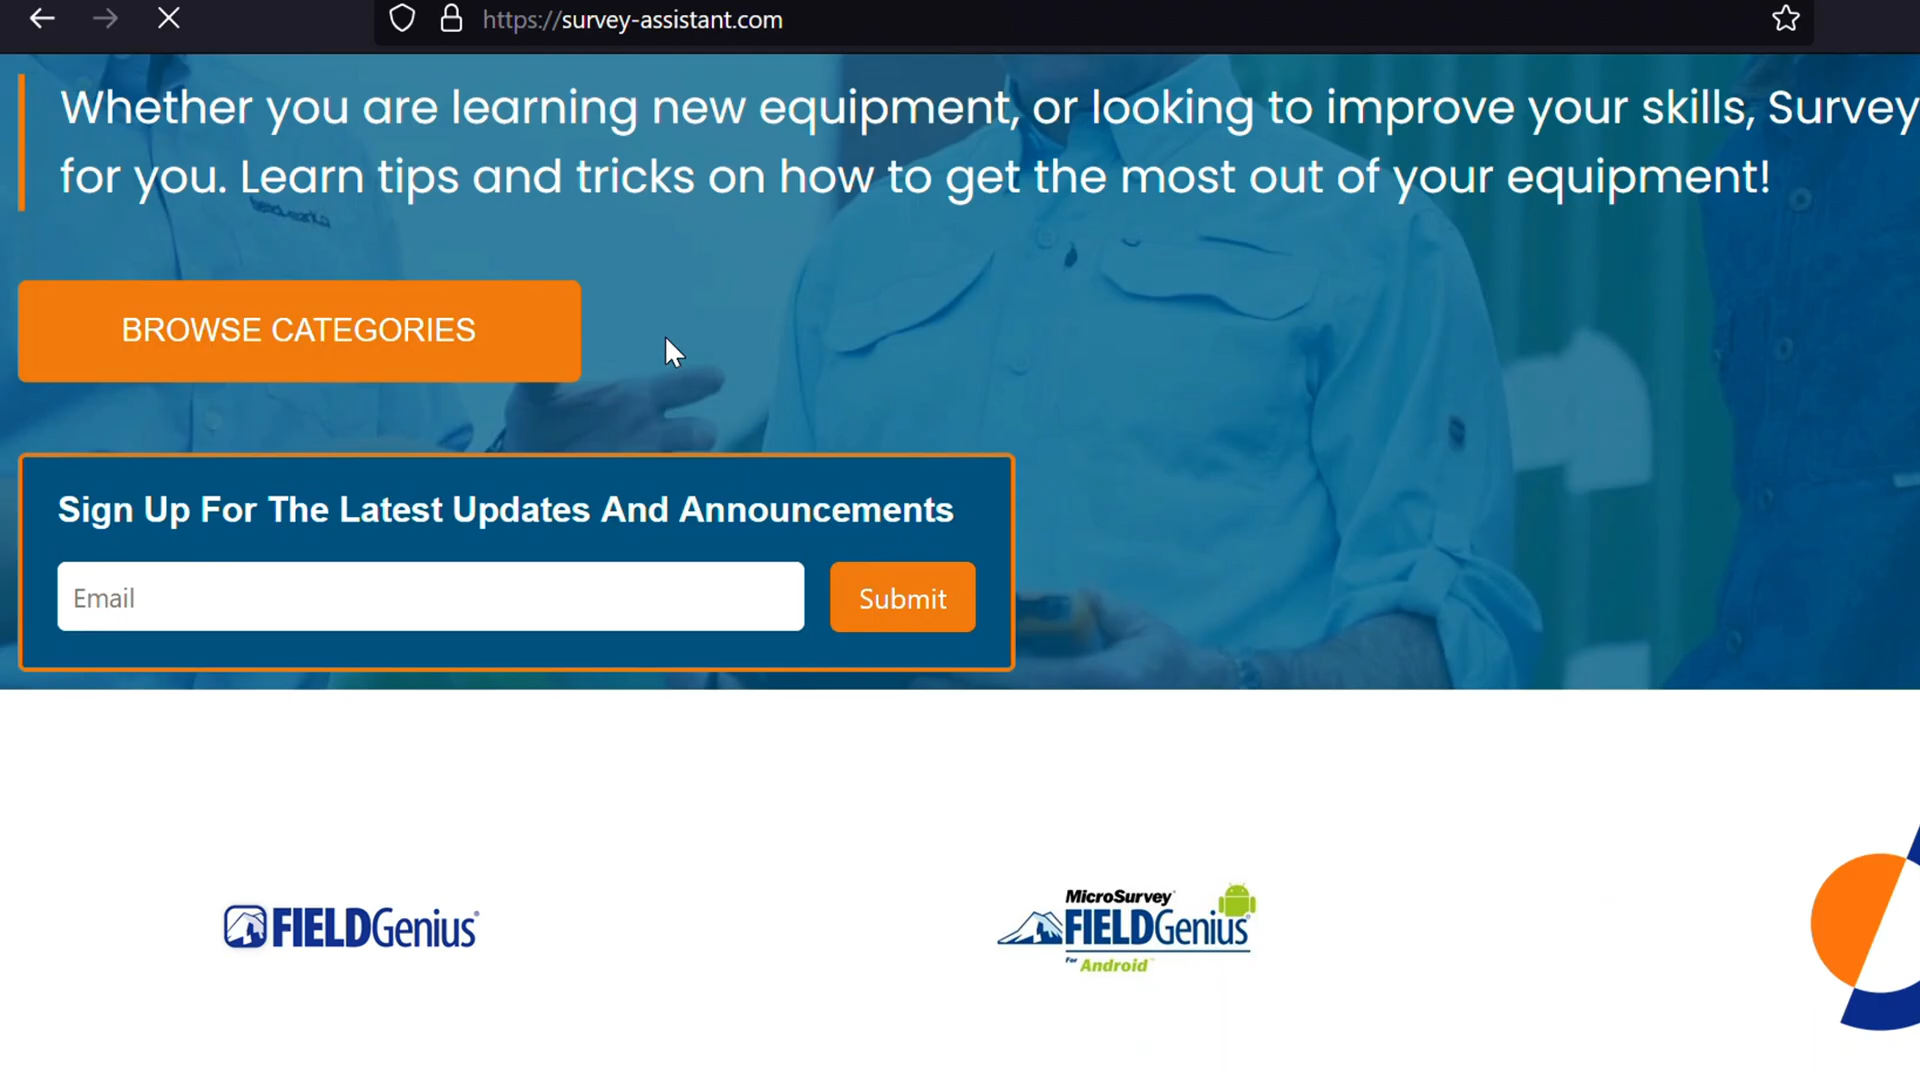 https://survey-assistant.com
Whether you are learning new equipment, or looking to improve your skills, Survey
for you. Learn tips and tricks on how to get the most out of your equipment!
BROWSE CATEGORIES
Sign Up For The Latest Updates And Announcements
Email
Submit
FIELDGenius®
MicroSurvey
FIELDGenius®
For Android™